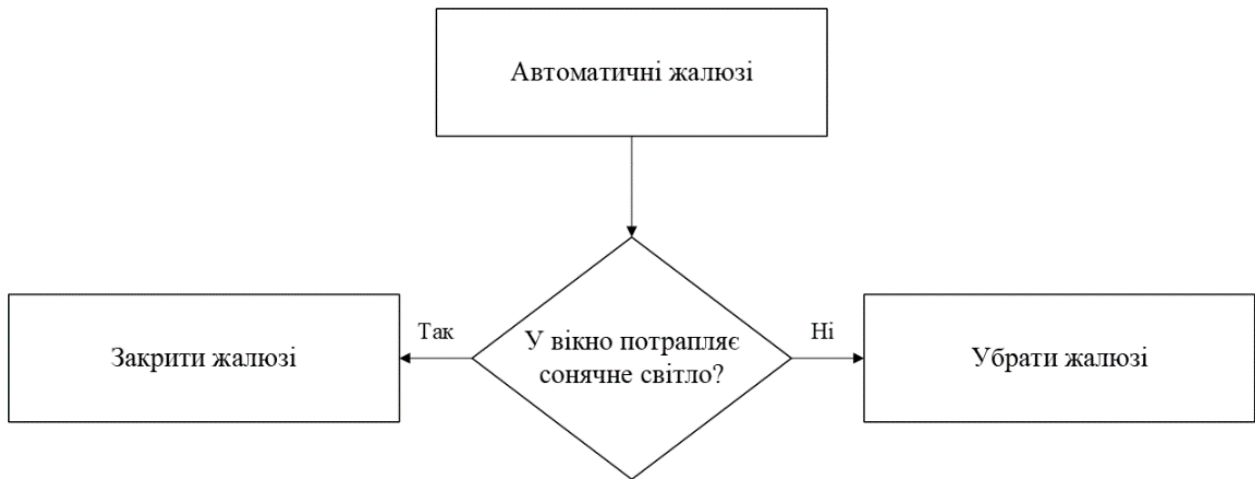 Автоматичні жалюзі
Так
Ні
Закрити жалюзі
У вікно потрапляє
сонячне світло?
Убрати жалюзі